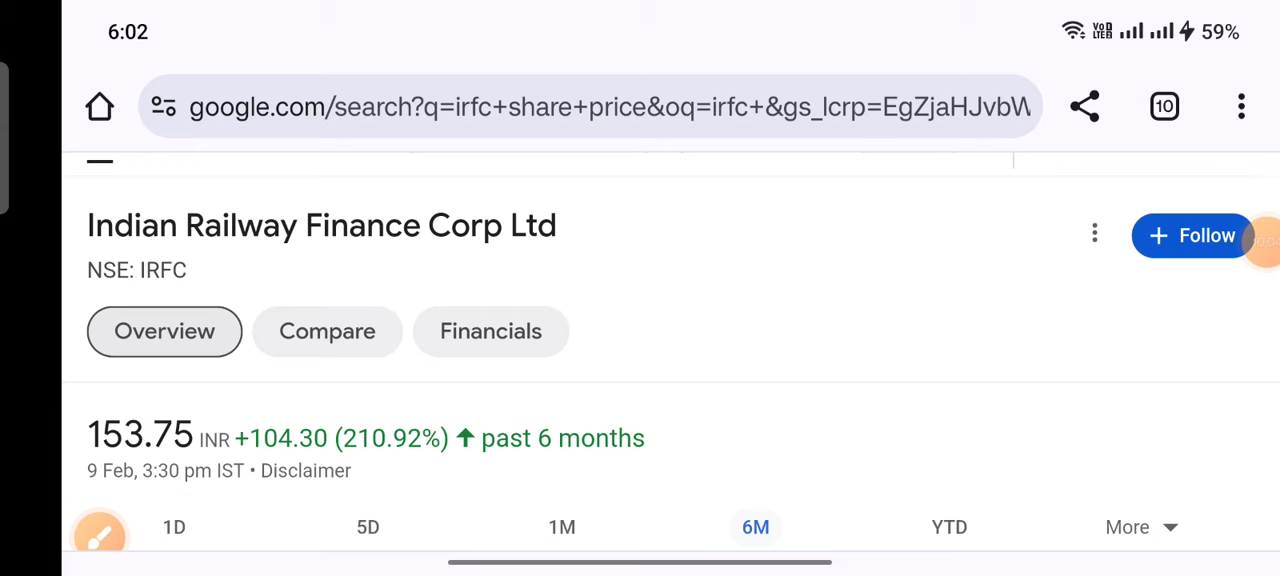 6:02
VoD LTED 59%
google.com/search?q=irfc+share+price&oq=irfc+&gs_lcrp=EgZjaHJvbW
10
Indian Railway Finance Corp Ltd
+ Follow
NSE: IRFC
Overview Compare Financials
153.75 INR +104.30 (210.92%) ↑ past 6 months
9 Feb, 3:30 pm IST • Disclaimer
1D 5D 1M 6M YTD More